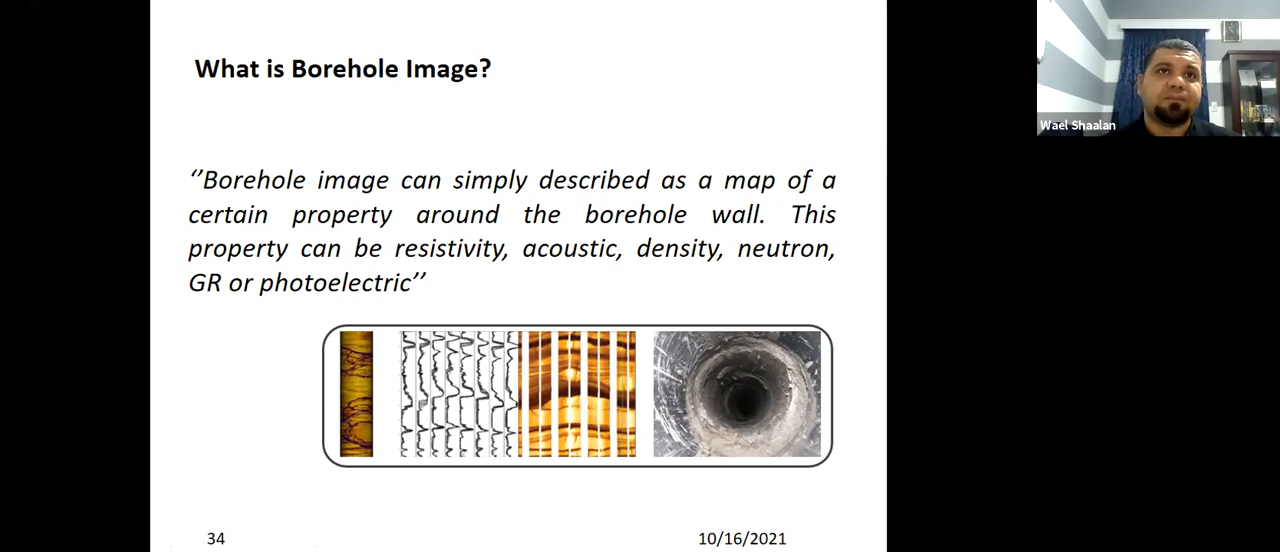 What is Borehole Image?
‘’Borehole image can simply described as a map of a
certain property around the borehole wall. This
property can be resistivity, acoustic, density, neutron,
GR or photoelectric’’
34
10/16/2021
Wael Shaalan